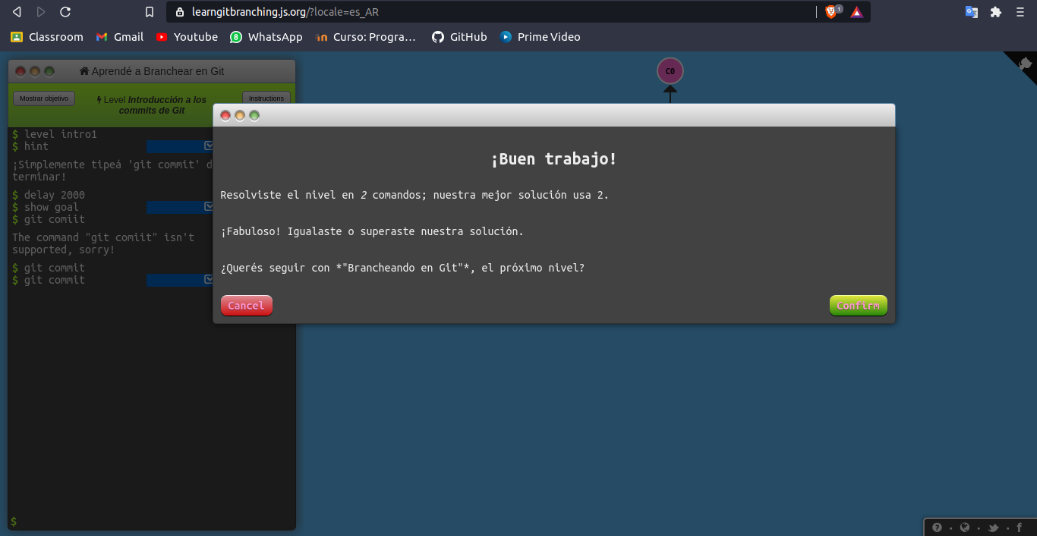 learngitbranching.js.org/?locale=es_AR
1
Classroom
Gmail
Youtube
WhatsApp
Curso: Progra…
GitHub
Prime Video
Aprendé a Branchear en Git
Mostrar objetivo
Level Introducción a los
commits de Git
Instructions
$ level intro1
$ hint
¡Simplemente tipeá 'git commit' d
terminar!
$ delay 2000
$ show goal
$ git comiit
The command "git comiit" isn't
supported, sorry!
$ git commit
$ git commit
$
C0
¡Buen trabajo!
Resolviste el nivel en 2 comandos; nuestra mejor solución usa 2.
¡Fabuloso! Igualaste o superaste nuestra solución.
¿Querés seguir con *"Brancheando en Git"*, el próximo nivel?
Cancel
Confirm